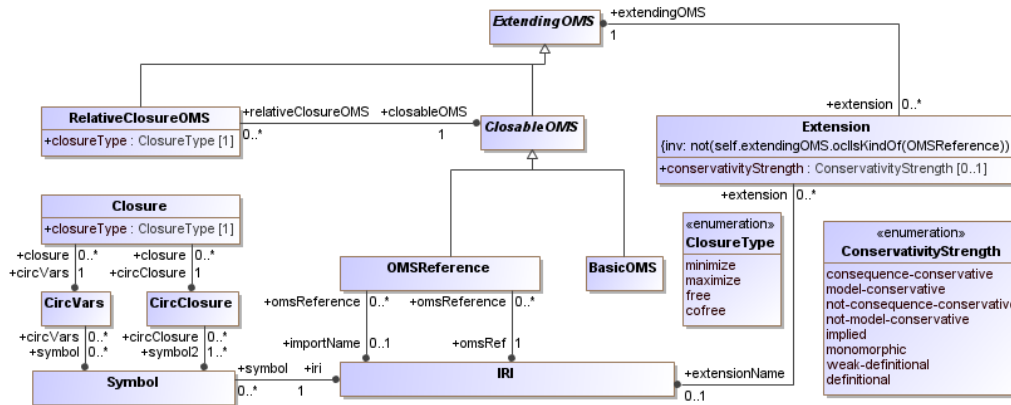 ExtendingOMS
+extendingOMS
1
RelativeClosureOMS
+closureType : ClosureType [1]
+relativeClosureOMS
0..*
+closableOMS
1
ClosableOMS
+extension
0..*
Extension
{inv: not(self.extendingOMS.oclIsKindOf(OMSReference))
+conservativityStrength : ConservativityStrength [0..1]
+extension
0..*
Closure
+closureType : ClosureType [1]
+closure
0..*
+closure
0..*
+circVars
1
+circClosure
1
CircVars
CircClosure
+circVars
0..*
+circClosure
0..*
+symbol
0..*
+symbol2
1..*
Symbol
+symbol
0..*
+iri
1
OMSReference
BasicOMS
+omsReference
0..*
+omsReference
0..*
+importName
0..1
+omsRef
1
IRI
+extensionName
0..1
«enumeration»
ClosureType
minimize
maximize
free
cofree
«enumeration»
ConservativityStrength
consequence-conservative
model-conservative
not-consequence-conservative
not-model-conservative
implied
monomorphic
weak-definitional
definitional